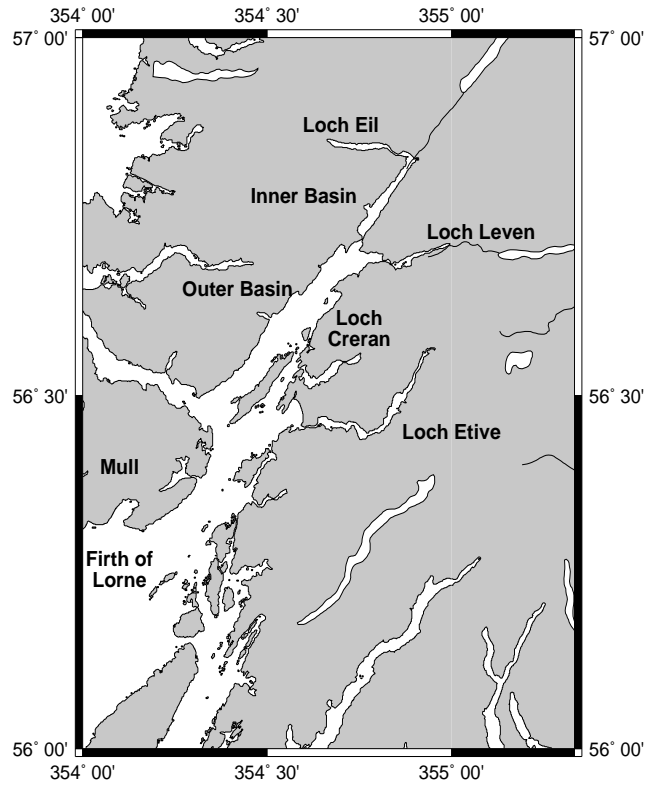 354° 00' 354° 30' 355° 00'
57° 00' 57° 00'
Loch Eil
Inner Basin
Loch Leven
Outer Basin
Loch
Creran
56° 30' 56° 30'
Loch Etive
Mull
Firth of
Lorne
56° 00' 56° 00'
354° 00' 354° 30' 355° 00'